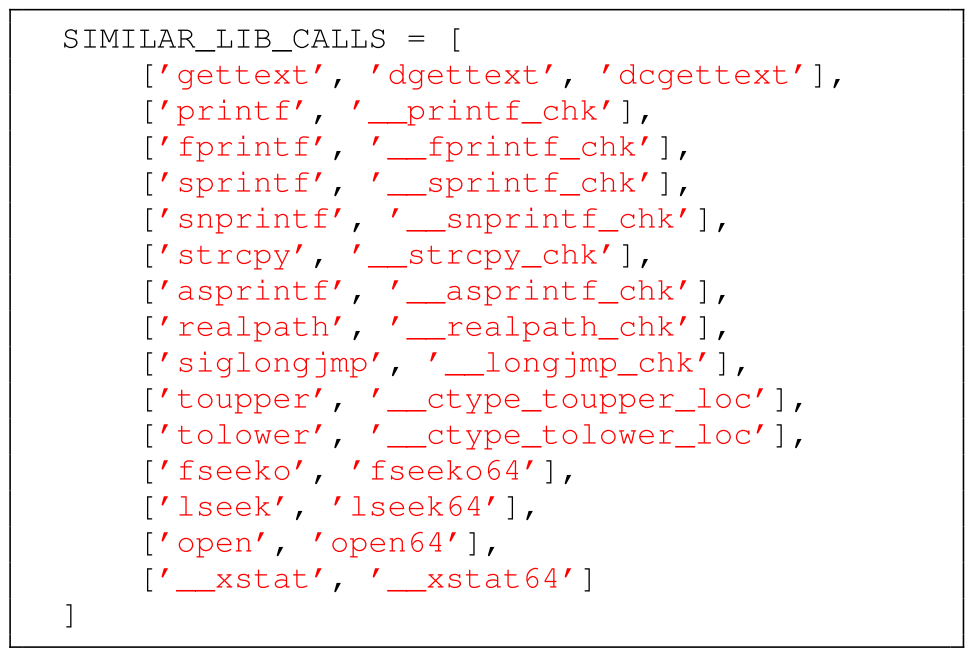 SIMILAR_LIB_CALLS = [
    ['gettext', 'dgettext', 'dcgettext'],
    ['printf', '__printf_chk'],
    ['fprintf', '__fprintf_chk'],
    ['sprintf', '__sprintf_chk'],
    ['snprintf', '__snprintf_chk'],
    ['strcpy', '__strcpy_chk'],
    ['asprintf', '__asprintf_chk'],
    ['realpath', '__realpath_chk'],
    ['siglongjmp', '__longjmp_chk'],
    ['toupper', '__ctype_toupper_loc'],
    ['tolower', '__ctype_tolower_loc'],
    ['fseeko', 'fseeko64'],
    ['lseek', 'lseek64'],
    ['open', 'open64'],
    ['__xstat', '__xstat64']
]